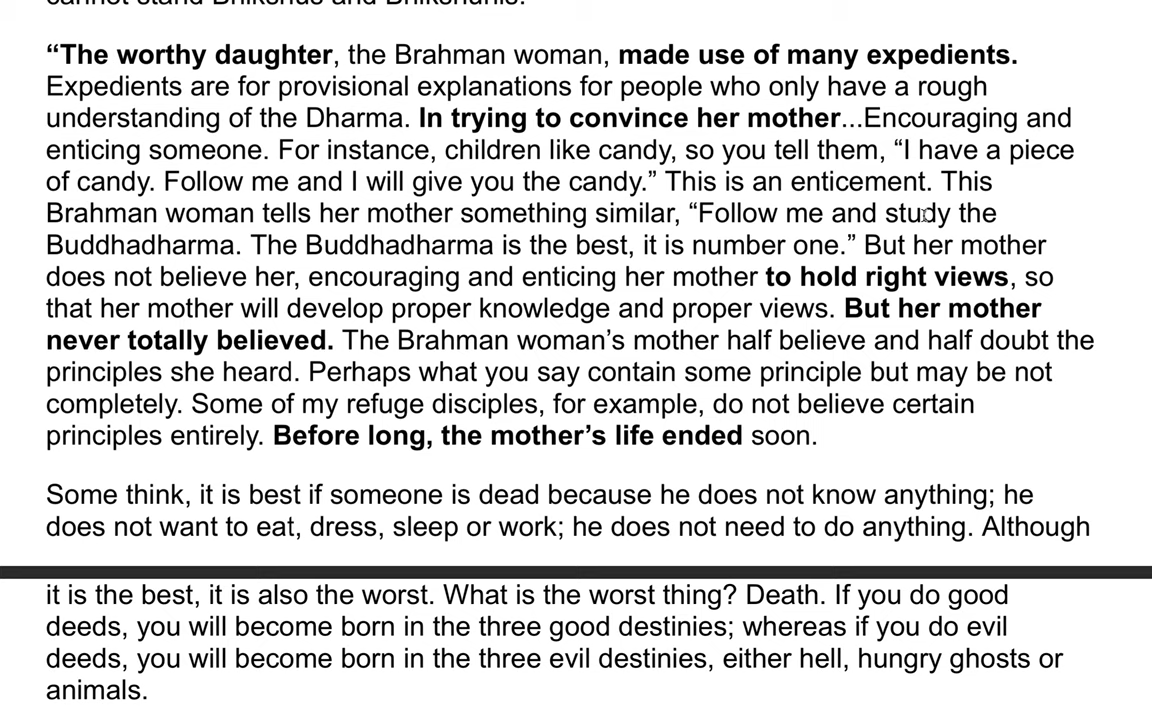 cannot stand Bhikshus and Bhikshunis.
“The worthy daughter, the Brahman woman, made use of many expedients.
Expedients are for provisional explanations for people who only have a rough
understanding of the Dharma. In trying to convince her mother...Encouraging and
enticing someone. For instance, children like candy, so you tell them, “I have a piece
of candy. Follow me and I will give you the candy.” This is an enticement. This
Brahman woman tells her mother something similar, “Follow me and study the
Buddhadharma. The Buddhadharma is the best, it is number one.” But her mother
does not believe her, encouraging and enticing her mother to hold right views, so
that her mother will develop proper knowledge and proper views. But her mother
never totally believed. The Brahman woman’s mother half believe and half doubt the
principles she heard. Perhaps what you say contain some principle but may be not
completely. Some of my refuge disciples, for example, do not believe certain
principles entirely. Before long, the mother’s life ended soon.
Some think, it is best if someone is dead because he does not know anything; he
does not want to eat, dress, sleep or work; he does not need to do anything. Although
it is the best, it is also the worst. What is the worst thing? Death. If you do good
deeds, you will become born in the three good destinies; whereas if you do evil
deeds, you will become born in the three evil destinies, either hell, hungry ghosts or
animals.